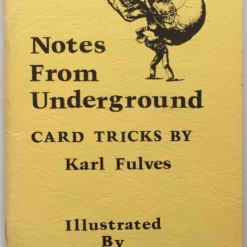 Notes
From
Underground
CARD TRICKS BY
Karl Fulves
Illustrated
By